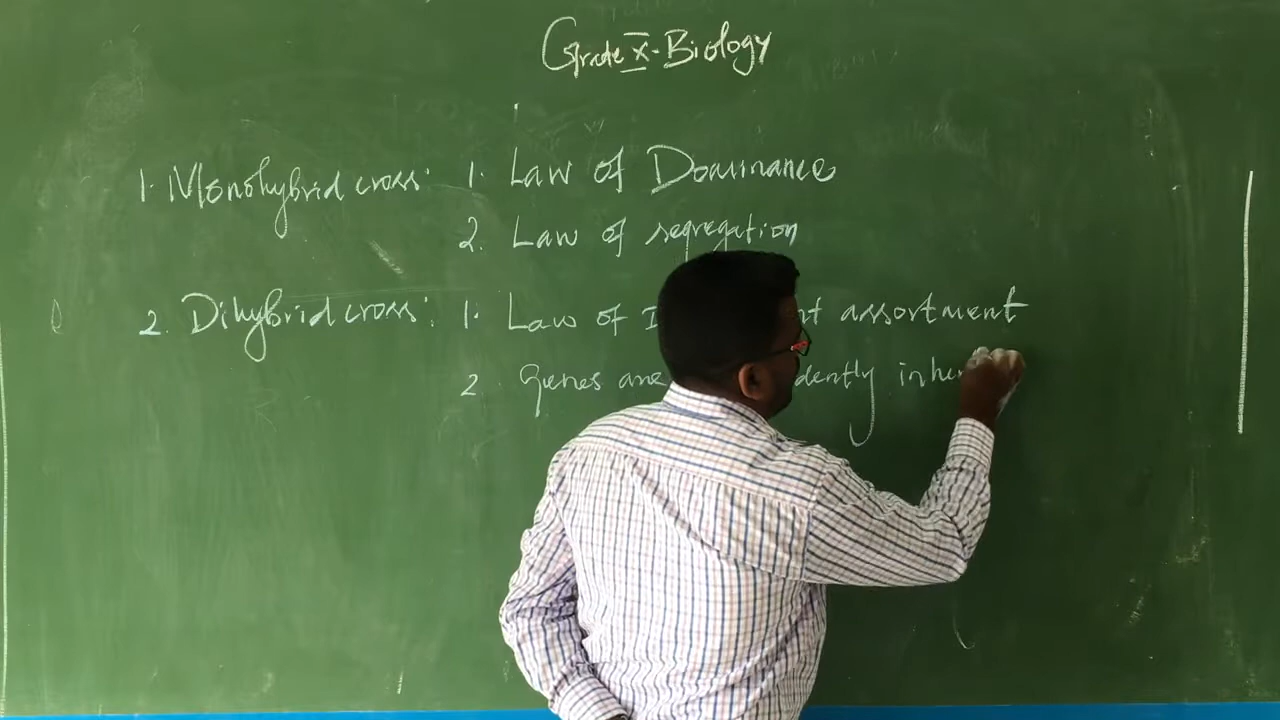 Grade X - Biology
1. Monohybrid cross: 1. Law of Dominance
2. Law of segregation
2. Dihybrid cross: 1. Law of assortment
2. Genes are